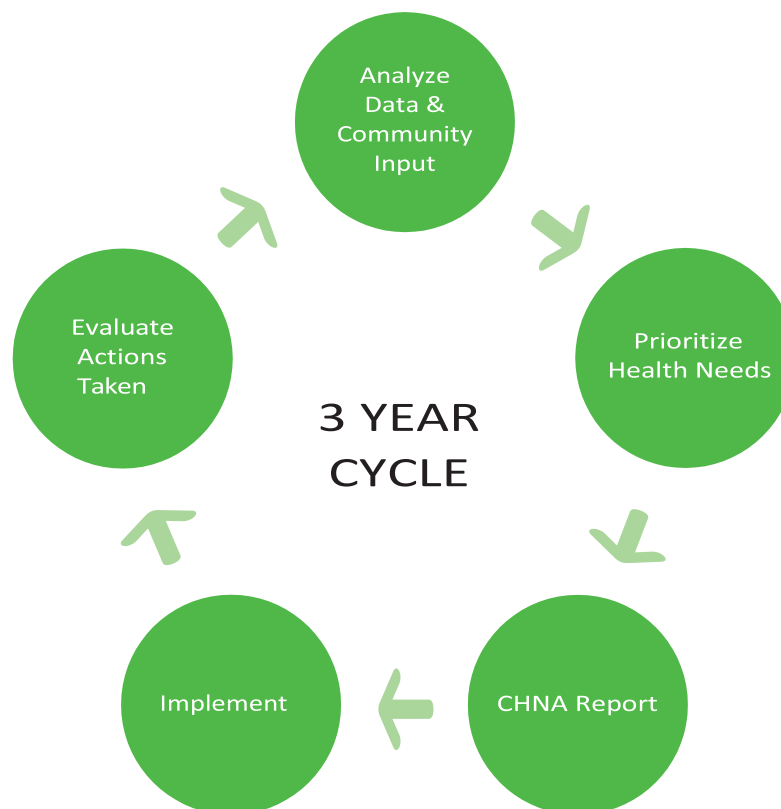 Analyze
Data &
Community
Input
Prioritize
Health Needs
CHNA Report
Implement
Evaluate
Actions
Taken
3 YEAR
CYCLE